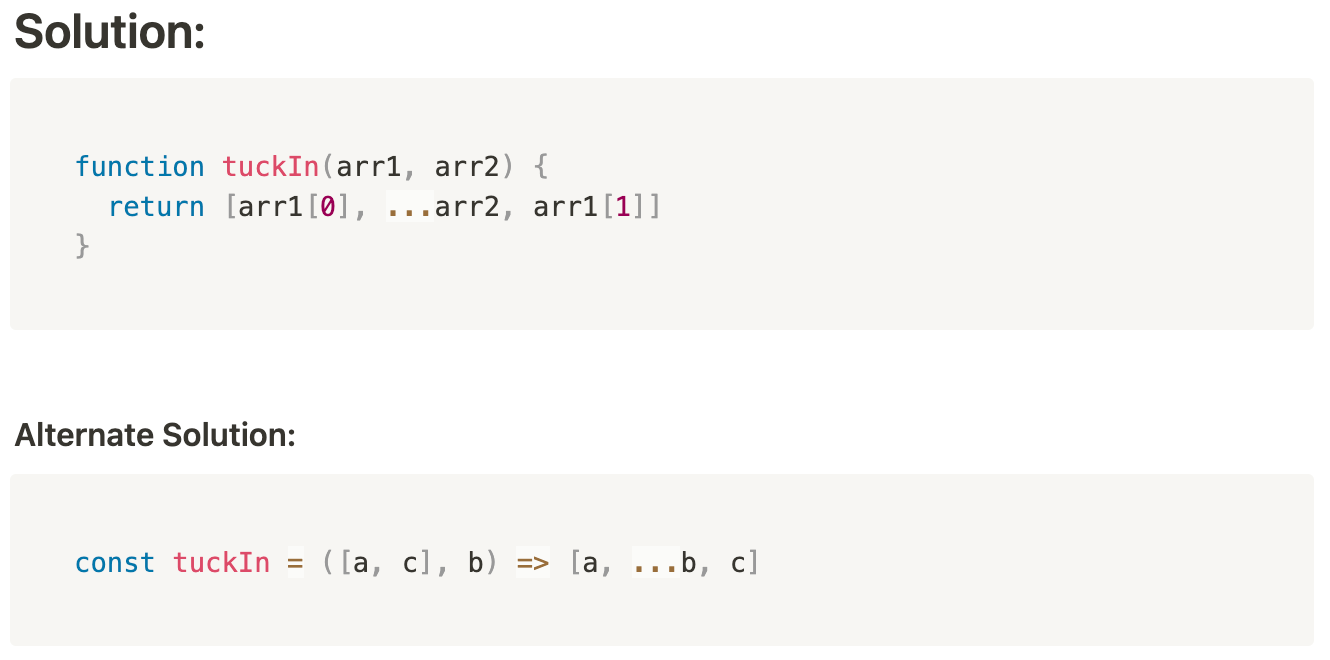 Solution:
function tuckIn(arr1, arr2) {
  return [arr1[0], ...arr2, arr1[1]]
}
Alternate Solution:
const tuckIn = ([a, c], b) => [a, ...b, c]